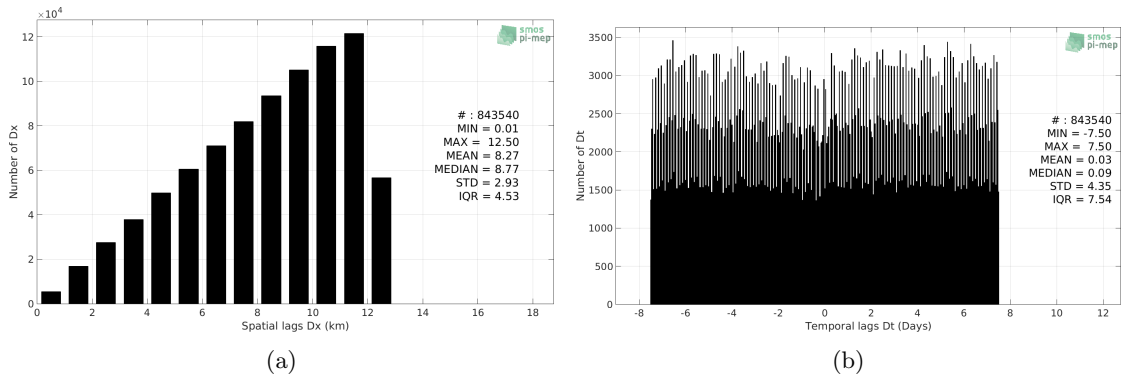 ×10⁴
12
10
8
6
4
2
0
Number of Dx
0 2 4 6 8 10 12 14 16 18
Spatial lags Dx (km)
smos
pi-mep
# : 843540
MIN = 0.01
MAX = 12.50
MEAN = 8.27
MEDIAN = 8.77
STD = 2.93
IQR = 4.53
(a)
3500
3000
2500
2000
1500
1000
500
0
Number of Dt
-8 -6 -4 -2 0 2 4 6 8 10 12
Temporal lags Dt (Days)
smos
pi-mep
# : 843540
MIN = -7.50
MAX = 7.50
MEAN = 0.03
MEDIAN = 0.09
STD = 4.35
IQR = 7.54
(b)